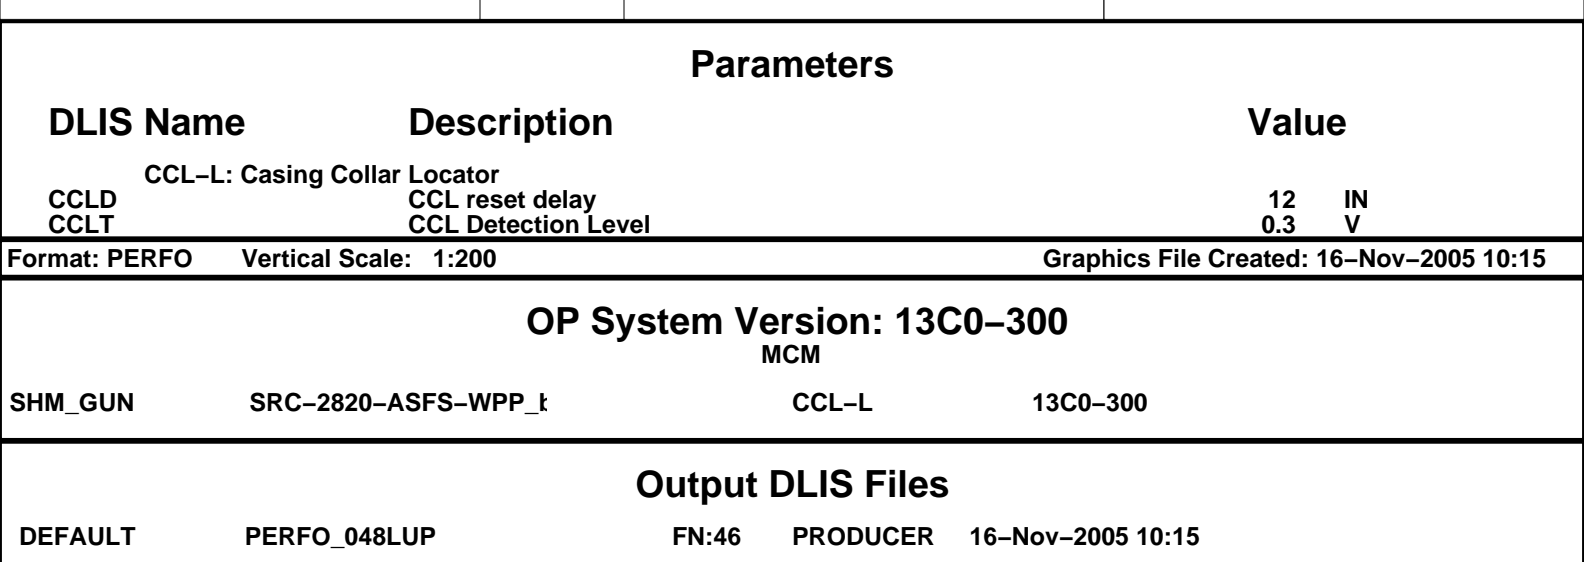 Parameters
DLIS Name Description Value
CCL−L: Casing Collar Locator
CCLD CCL reset delay 12 IN
CCLT CCL Detection Level 0.3 V
Format: PERFO Vertical Scale: 1:200 Graphics File Created: 16−Nov−2005 10:15
OP System Version: 13C0−300
MCM
SHM_GUN SRC−2820−ASFS−WPP_ CCL−L 13C0−300
Output DLIS Files
DEFAULT PERFO_048LUP FN:46 PRODUCER 16−Nov−2005 10:15